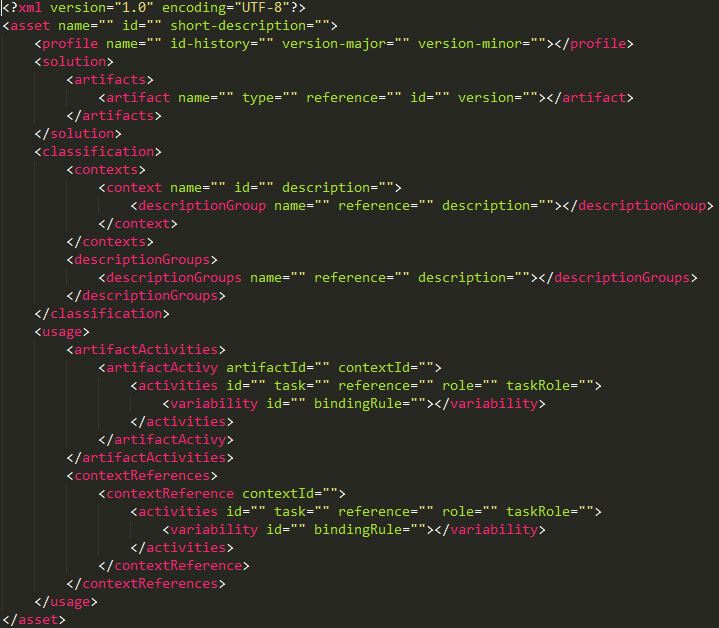 <?xml version="1.0" encoding="UTF-8"?>
<asset name="" id="" short-description="">
    <profile name="" id-history="" version-major="" version-minor=""></profile>
    <solution>
        <artifacts>
            <artifact name="" type="" reference="" id="" version=""></artifact>
        </artifacts>
    </solution>
    <classification>
        <contexts>
            <context name="" id="" description="">
                <descriptionGroup name="" reference="" description=""></descriptionGroup>
            </context>
        </contexts>
        <descriptionGroups>
            <descriptionGroups name="" reference="" description=""></descriptionGroups>
        </descriptionGroups>
    </classification>
    <usage>
        <artifactActivities>
            <artifactActivy artifactId="" contextId="">
                <activities id="" task="" reference="" role="" taskRole="">
                    <variability id="" bindingRule=""></variability>
                </activities>
            </artifactActivy>
        </artifactActivities>
        <contextReferences>
            <contextReference contextId="">
                <activities id="" task="" reference="" role="" taskRole="">
                    <variability id="" bindingRule=""></variability>
                </activities>
            </contextReference>
        </contextReferences>
    </usage>
</asset>